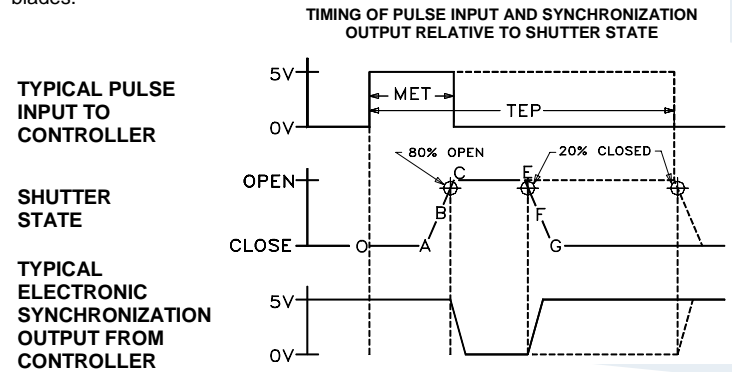 blades.
TIMING OF PULSE INPUT AND SYNCHRONIZATION
OUTPUT RELATIVE TO SHUTTER STATE
TYPICAL PULSE
INPUT TO
CONTROLLER
5V
MET
TEP
0V
SHUTTER
STATE
80% OPEN
20% CLOSED
OPEN
C
E
B
F
CLOSE
O
A
G
TYPICAL
ELECTRONIC
SYNCHRONIZATION
OUTPUT FROM
CONTROLLER
5V
0V